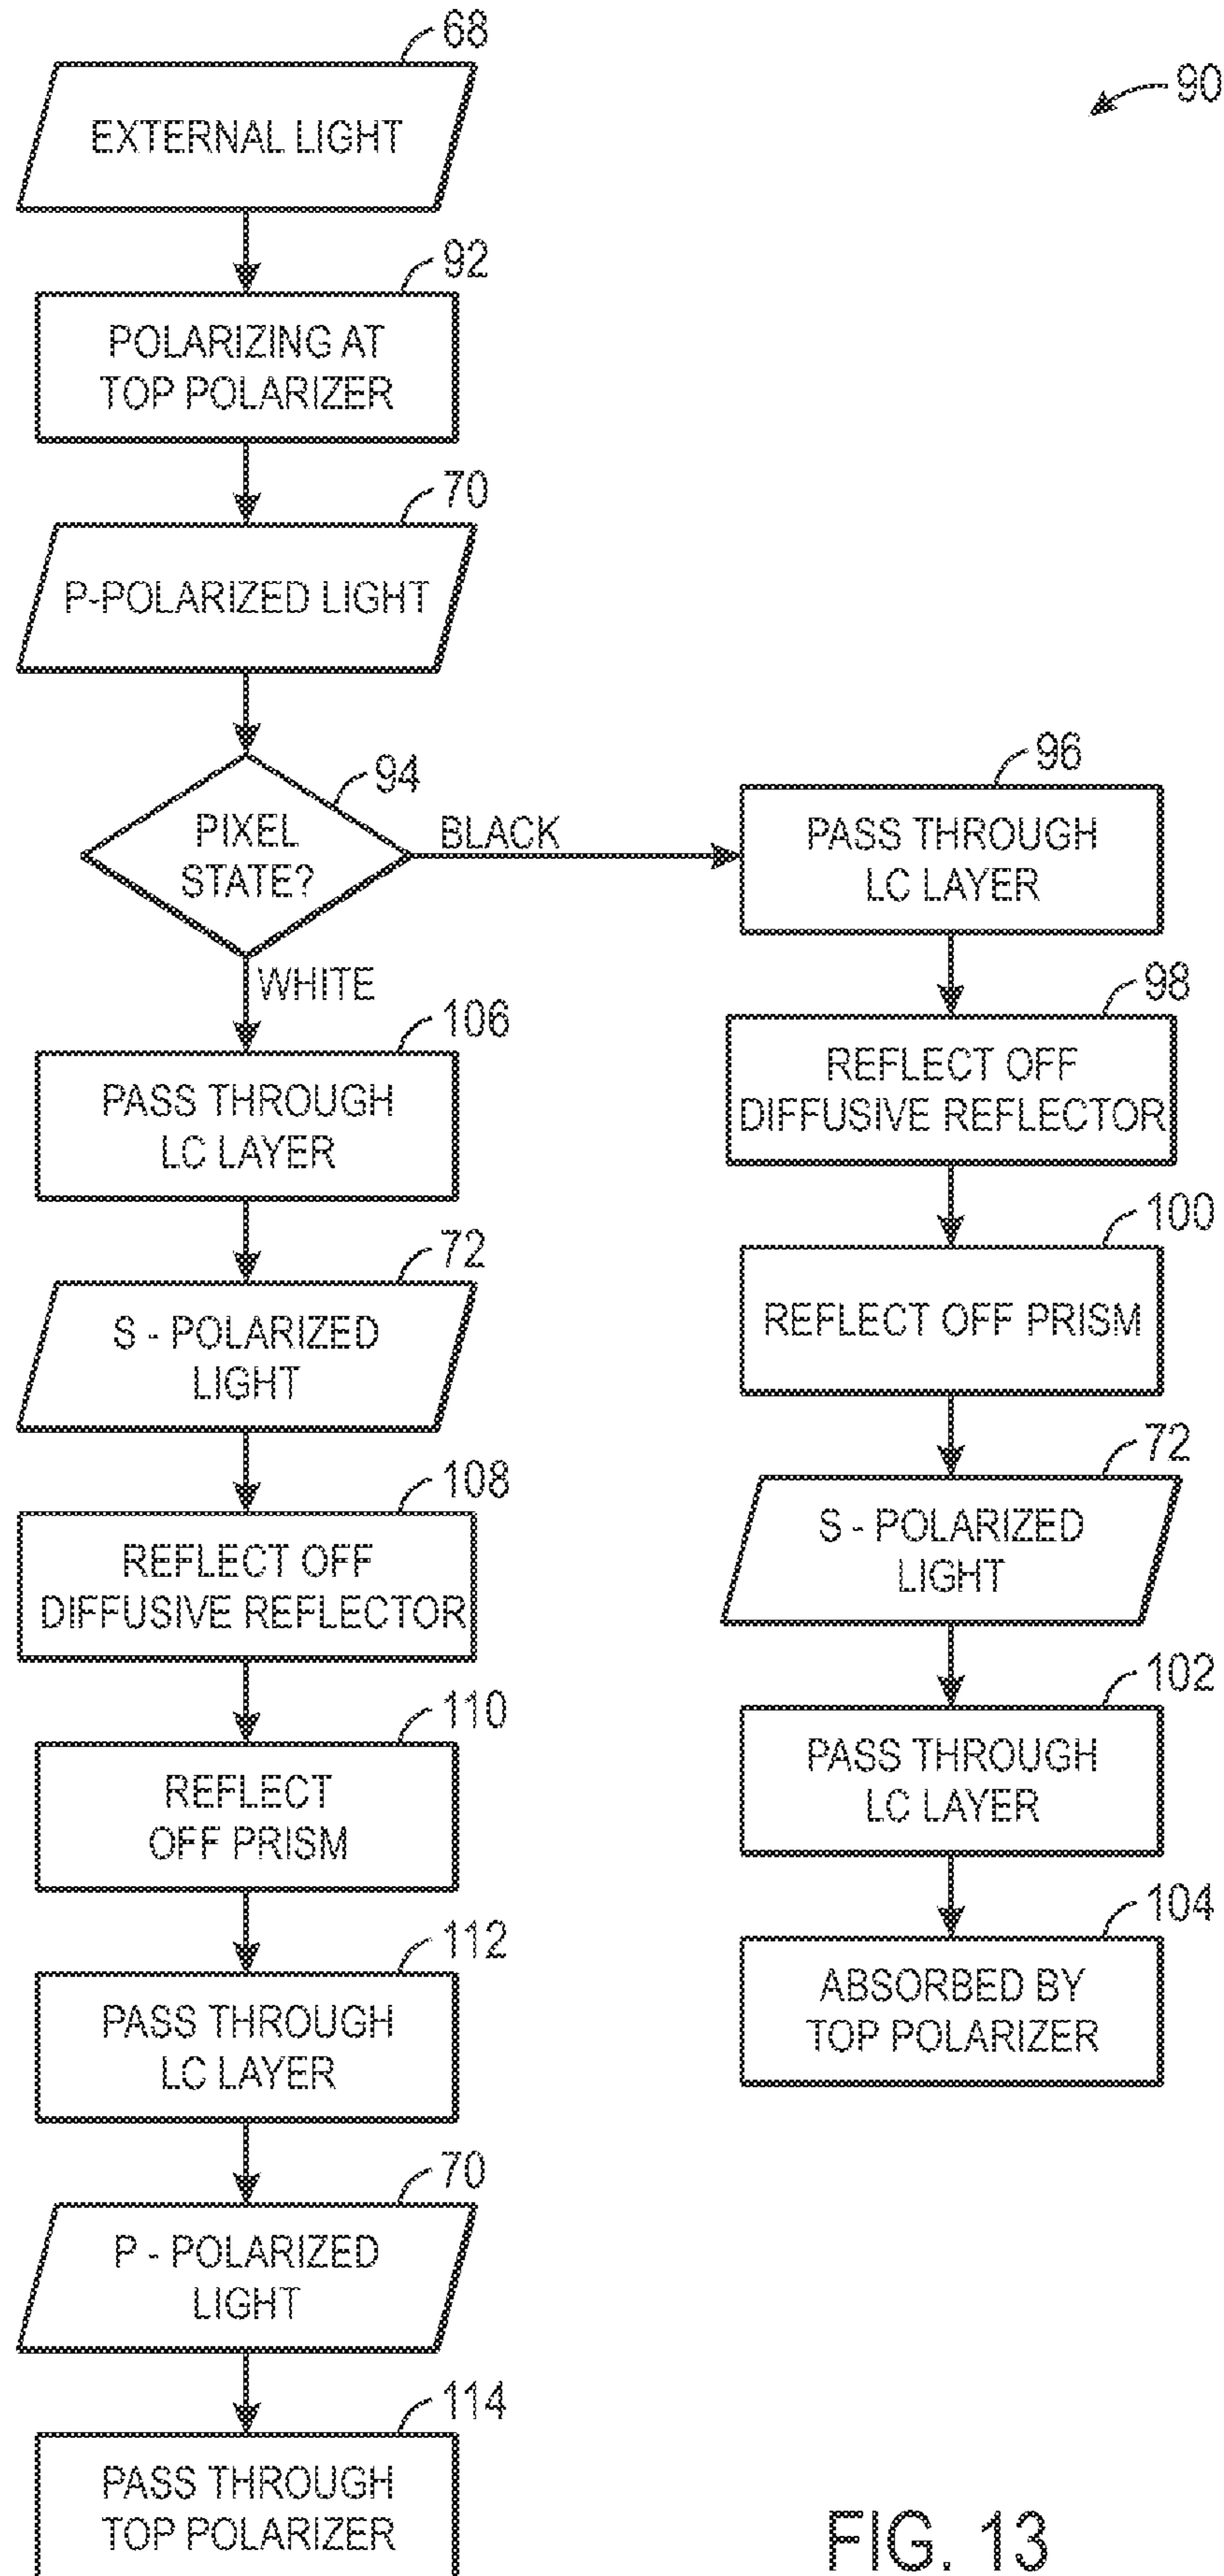 68
EXTERNAL LIGHT
90
92
POLARIZING AT
TOP POLARIZER
70
P-POLARIZED LIGHT
94
PIXEL
STATE?
BLACK
WHITE
106
PASS THROUGH
LC LAYER
72
S - POLARIZED
LIGHT
108
REFLECT OFF
DIFFUSIVE REFLECTOR
110
REFLECT
OFF PRISM
112
PASS THROUGH
LC LAYER
70
P - POLARIZED
LIGHT
114
PASS THROUGH
TOP POLARIZER
96
PASS THROUGH
LC LAYER
98
REFLECT OFF
DIFFUSIVE REFLECTOR
100
REFLECT OFF PRISM
72
S - POLARIZED
LIGHT
102
PASS THROUGH
LC LAYER
104
ABSORBED BY
TOP POLARIZER
FIG. 13